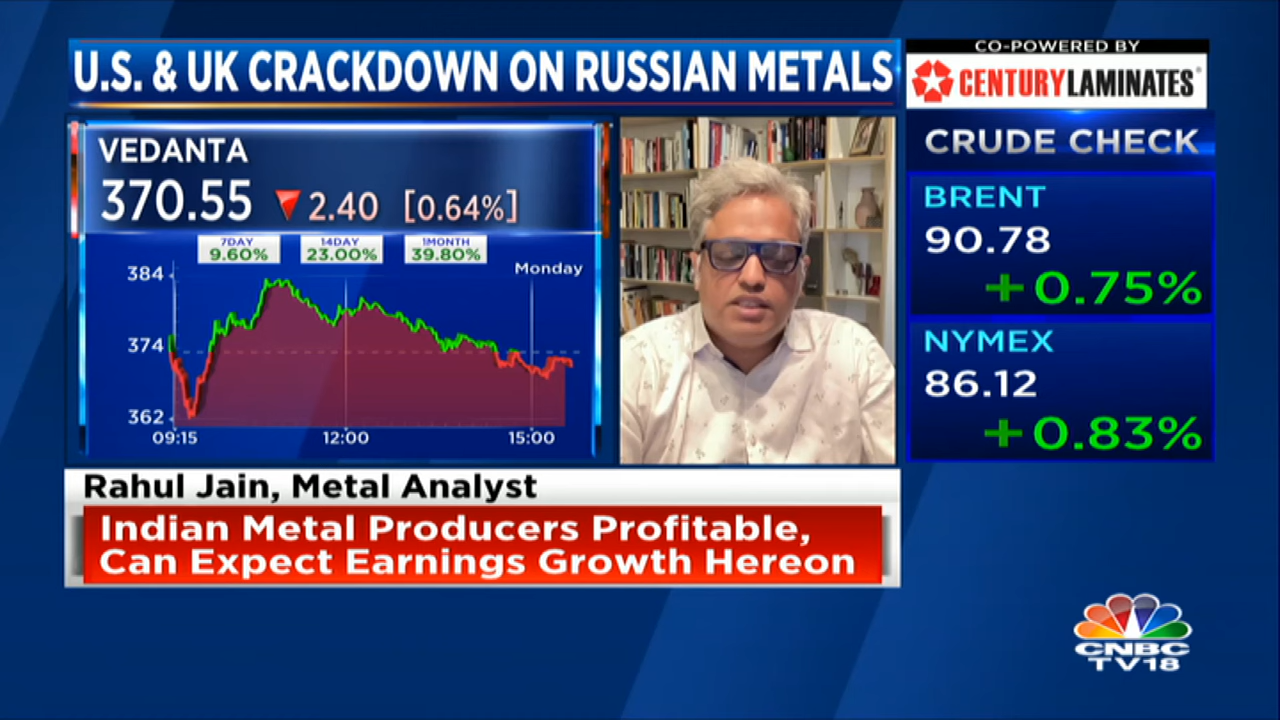 U.S. & UK CRACKDOWN ON RUSSIAN METALS
CO-POWERED BY
CENTURYLAMINATES®
VEDANTA
370.55 ▼ 2.40 [0.64%]
7DAY
9.60%
14DAY
23.00%
1MONTH
39.80%
Monday
384
374
362
09:15
12:00
15:00
CRUDE CHECK
BRENT
90.78
+0.75%
NYMEX
86.12
+0.83%
Rahul Jain, Metal Analyst
Indian Metal Producers Profitable,
Can Expect Earnings Growth Hereon
CNBC
TV18